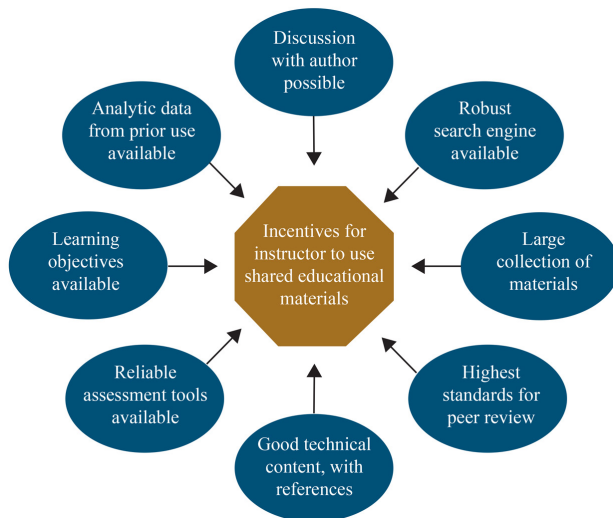 Discussion
with author
possible
Analytic data
from prior use
available
Robust
search engine
available
Incentives for
instructor to use
shared educational
materials
Learning
objectives
available
Large
collection of
materials
Reliable
assessment tools
available
Highest
standards for
peer review
Good technical
content, with
references